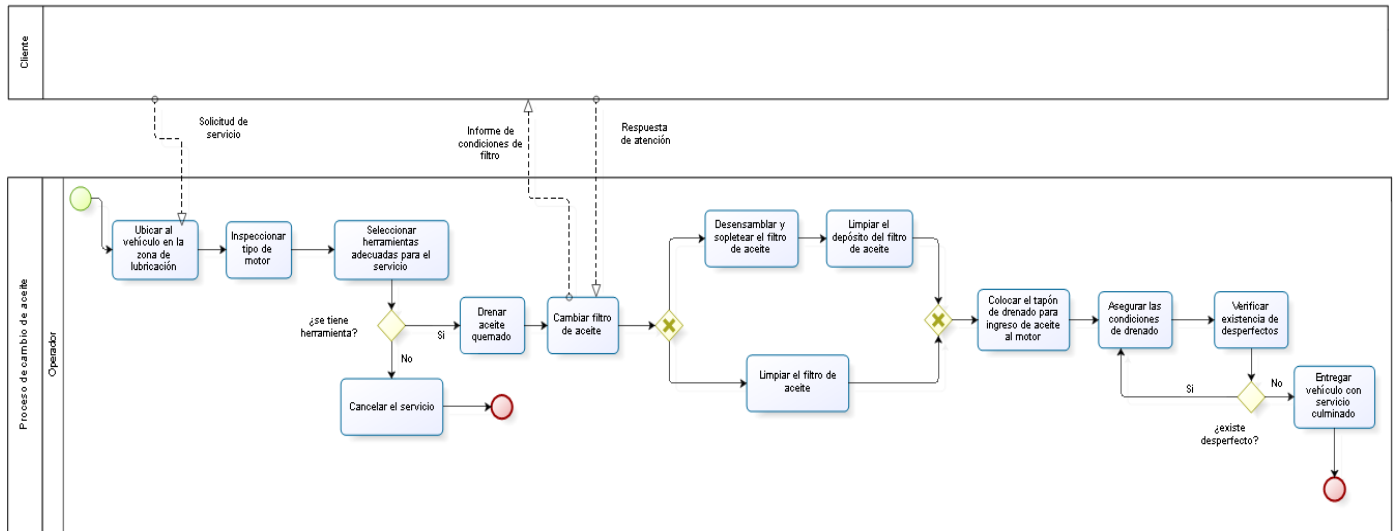 Cliente
Solicitud de
servicio
Informe de
condiciones de
filtro
Respuesta
de atención
Proceso de cambio de aceite
Operador
Ubicar al
vehículo en la
zona de
lubricación
Inspeccionar
tipo de
motor
Seleccionar
herramientas
adecuadas para el
servicio
¿se tiene
herramienta?
Si
No
Cancelar el servicio
Drenar
aceite
quemado
Cambiar filtro
de aceite
Desensamblar y
sopletear el filtro
de aceite
Limpiar el
depósito del filtro
de aceite
Limpiar el filtro de
aceite
Colocar el tapón
de drenado para
ingreso de aceite
al motor
Asegurar las
condiciones
de drenado
Verificar
existencia de
desperfectos
Si
No
¿existe
desperfecto?
Entregar
vehículo con
servicio
culminado